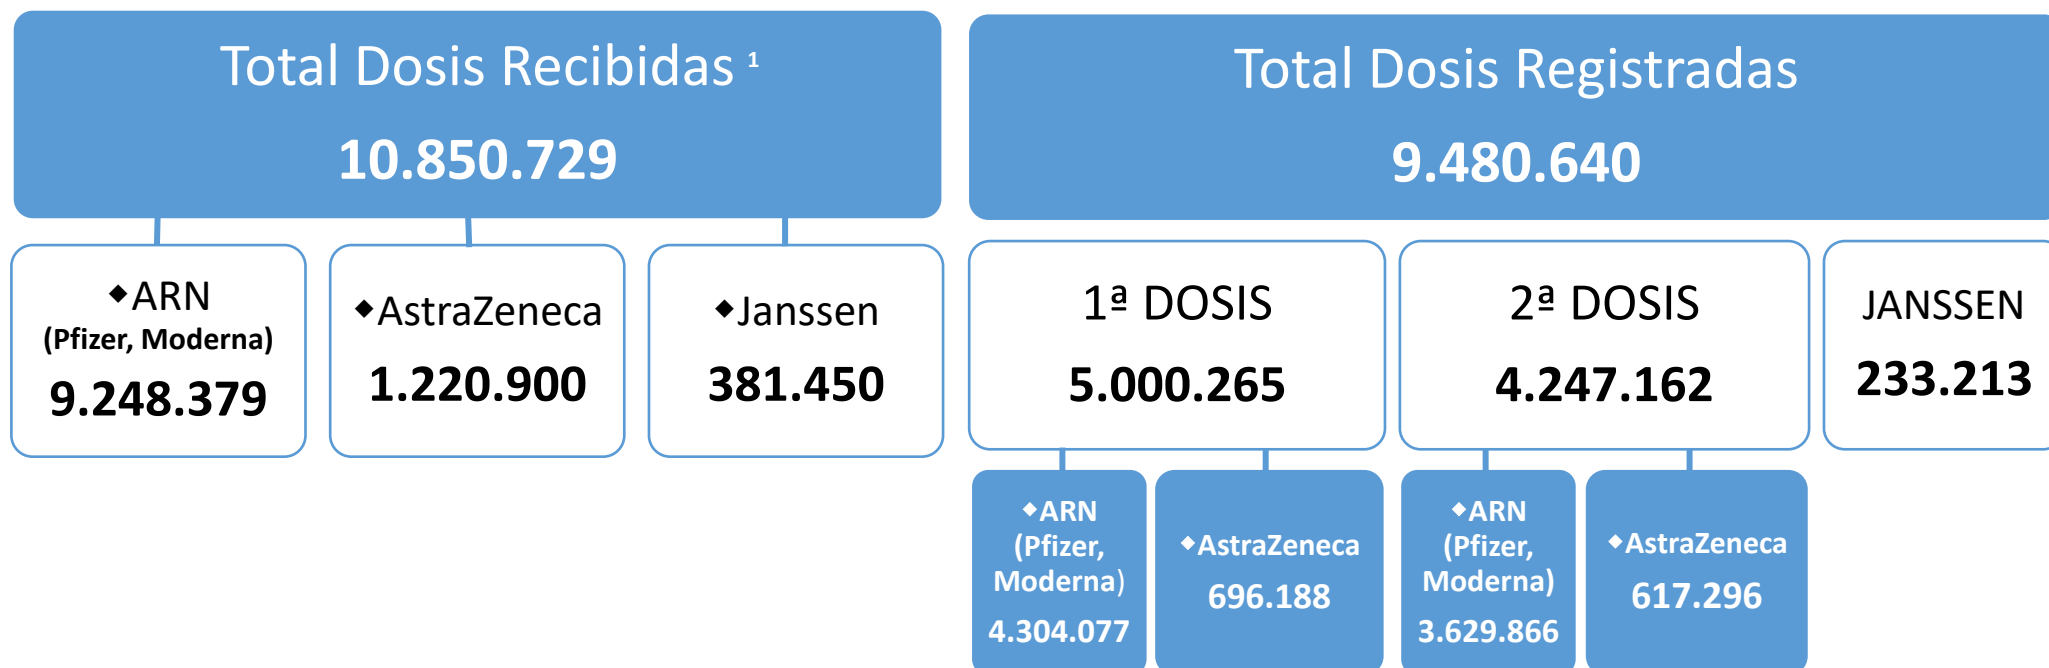 Total Dosis Recibidas 1
10.850.729
◆ARN
(Pfizer, Moderna)
9.248.379
◆AstraZeneca
1.220.900
◆Janssen
381.450
Total Dosis Registradas
9.480.640
1ª DOSIS
5.000.265
◆ARN
(Pfizer,
Moderna)
4.304.077
◆AstraZeneca
696.188
2ª DOSIS
4.247.162
◆ARN
(Pfizer,
Moderna)
3.629.866
◆AstraZeneca
617.296
JANSSEN
233.213